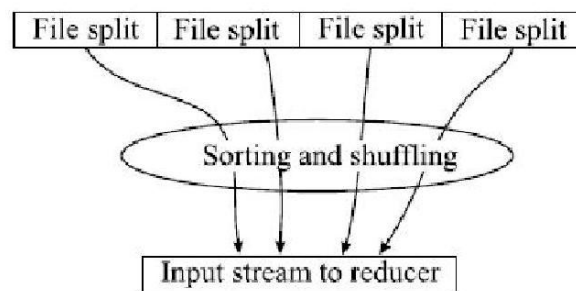 File split File split File split File split
Sorting and shuffling
Input stream to reducer